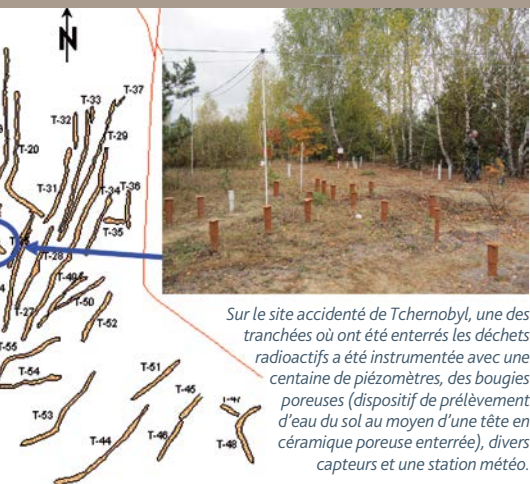 N
T-37
T-33
T-32
T-29
T-20
T-31
T-34
T-36
T-35
T-28
T-49
T-27
T-50
T-52
T-55
T-54
T-51
T-45
T-53
T-44
T-46
T-48
Sur le site accidenté de Tchernobyl, une des
tranchées où ont été enterrés les déchets
radioactifs a été instrumentée avec une
centaine de piézomètres, des bougies
poreuses (dispositif de prélèvement
d'eau du sol au moyen d'une tête en
céramique poreuse enterrée), divers
capteurs et une station météo.